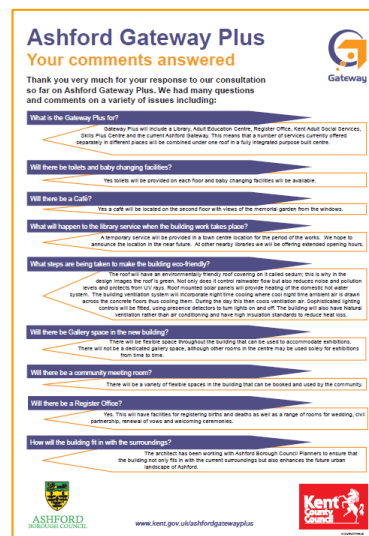 Ashford Gateway Plus
Your comments answered
Gateway
Thank you very much for your response to our consultation
so far on Ashford Gateway Plus. We had many questions
and comments on a variety of issues including:
What is the Gateway Plus for?
Gateway Plus will include a Library, Adult Education Centre, Register Office, Kent Adult Social Services,
Skills Plus Centre and the current Ashford Gateway. This means that a number of services currently offered
separately in different places will be combined under one roof in a fully integrated purpose built centre.
Will there be toilets and baby changing facilities?
Yes toilets will be provided on each floor and baby changing facilities will be available.
Will there be a Café?
Yes a café will be located on the second floor with views of the memorial garden from the windows.
What will happen to the library service when the building work takes place?
A temporary service will be provided in a town centre location for the period of the works. We hope to
announce the location in the near future. At other nearby libraries we will be offering extended opening hours.
What steps are being taken to make the building eco-friendly?
The roof will have an environmentally friendly roof covering on it called sedum; this is why in the
design images the roof is green. Not only does it control rainwater flow but also reduces noise and pollution
levels and protects from UV rays. Roof mounted solar panels will provide heating of the domestic hot water
system. The building ventilation system will incorporate night time cooling where cool night time ambient air is drawn
across the concrete floors thus cooling them. During the day this then cools ventilation air. Sophisticated lighting
controls will be fitted; using presence detectors to turn lights on and off. The building will also have Natural
ventilation rather than air conditioning and have high insulation standards to reduce heat loss.
Will there be Gallery space in the new building?
There will be flexible space throughout the building that can be used to accommodate exhibitions.
There will not be a dedicated gallery space, although other rooms in the centre may be used solely for exhibitions
from time to time.
Will there be a community meeting room?
There will be a variety of flexible spaces in the building that can be booked and used by the community.
Will there be a Register Office?
Yes. This will have facilities for registering births and deaths as well as a range of rooms for wedding, civil
partnership, renewal of vows and welcoming ceremonies.
How will the building fit in with the surroundings?
The architect has been working with Ashford Borough Council Planners to ensure that
the building not only fits in with the current surroundings but also enhances the future urban
landscape of Ashford.
ASHFORD
BOROUGH COUNCIL
www.kent.gov.uk/ashfordgatewayplus
Kent
County
Council